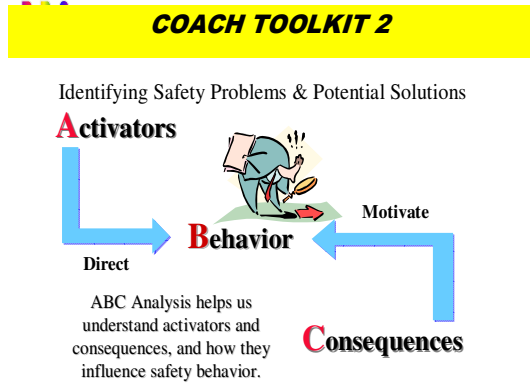 COACH TOOLKIT 2
Identifying Safety Problems & Potential Solutions
Activators
Motivate
Behavior
Direct
ABC Analysis helps us
understand activators and
consequences, and how they
influence safety behavior.
Consequences